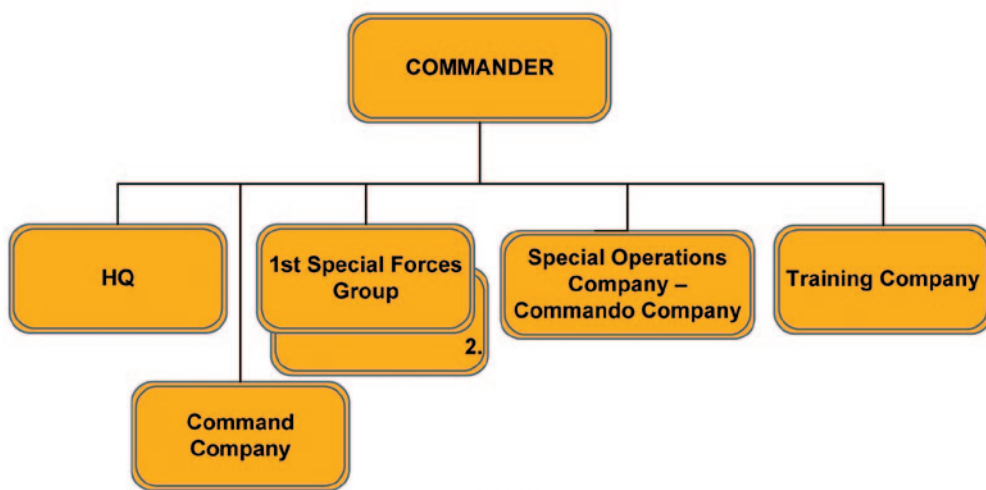 COMMANDER
HQ
1st Special Forces
Group
2.
Special Operations
Company –
Commando Company
Training Company
Command
Company